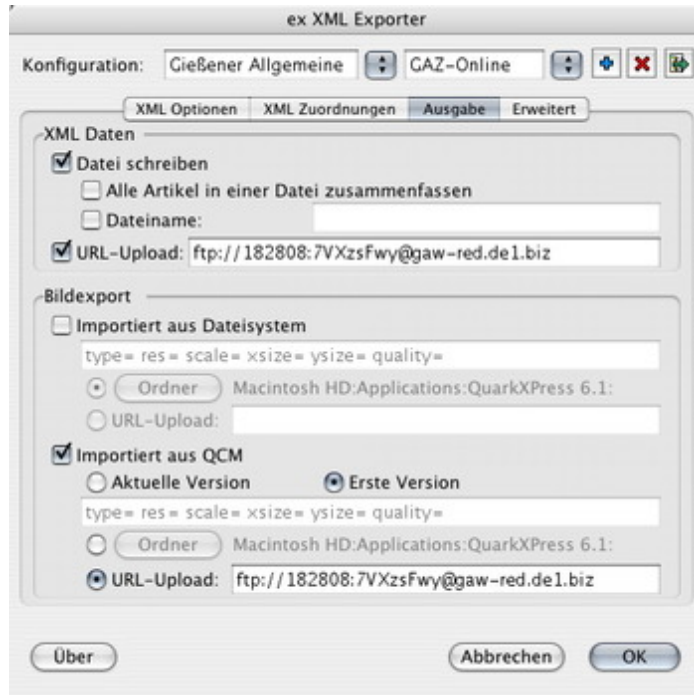 ex XML Exporter
Konfiguration: Gießener Allgemeine GAZ-Online
XML Optionen XML Zuordnungen Ausgabe Erweitert
XML Daten
Datei schreiben
Alle Artikel in einer Datei zusammenfassen
Dateiname:
URL-Upload: ftp://182808:7VXzsFwy@gaw-red.de1.biz
Bildexport
Importiert aus Dateisystem
type= res= scale= xsize= ysize= quality=
Ordner Macintosh HD:Applications:QuarkXPress 6.1:
URL-Upload:
Importiert aus QCM
Aktuelle Version Erste Version
type= res= scale= xsize= ysize= quality=
Ordner Macintosh HD:Applications:QuarkXPress 6.1:
URL-Upload: ftp://182808:7VXzsFwy@gaw-red.de1.biz
Über Abbrechen OK